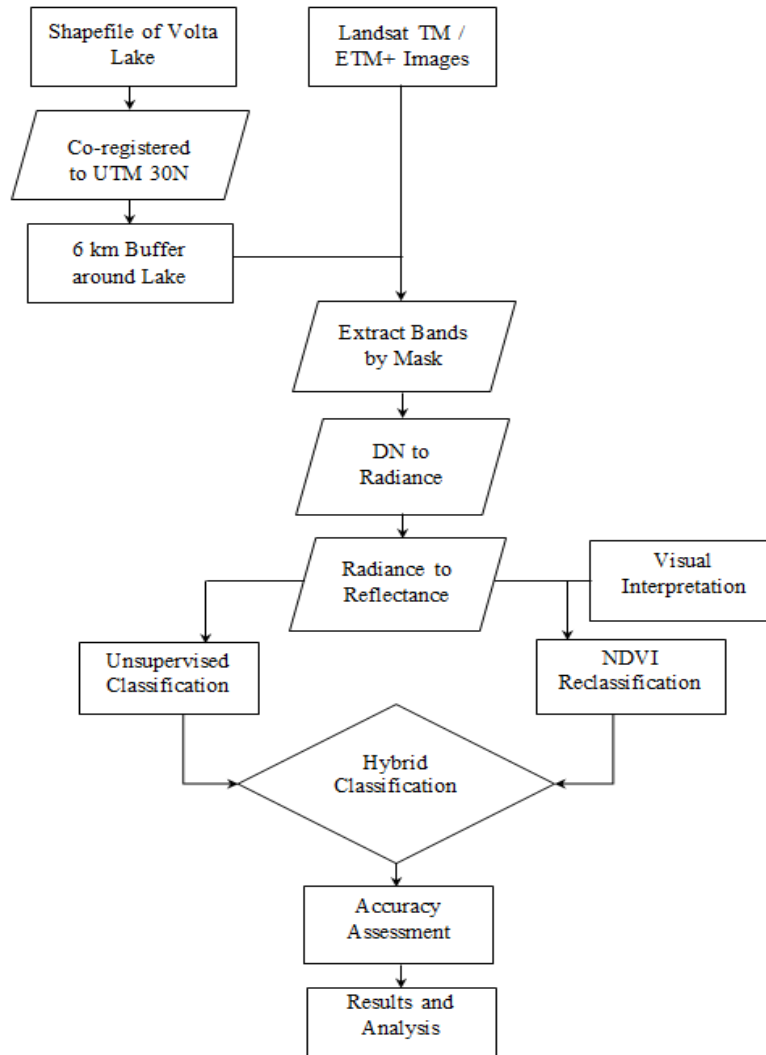 Shapefile of Volta
Lake
Landsat TM /
ETM+ Images
Co-registered
to UTM 30N
6 km Buffer
around Lake
Extract Bands
by Mask
DN to
Radiance
Radiance to
Reflectance
Visual
Interpretation
Unsupervised
Classification
NDVI
Reclassification
Hybrid
Classification
Accuracy
Assessment
Results and
Analysis